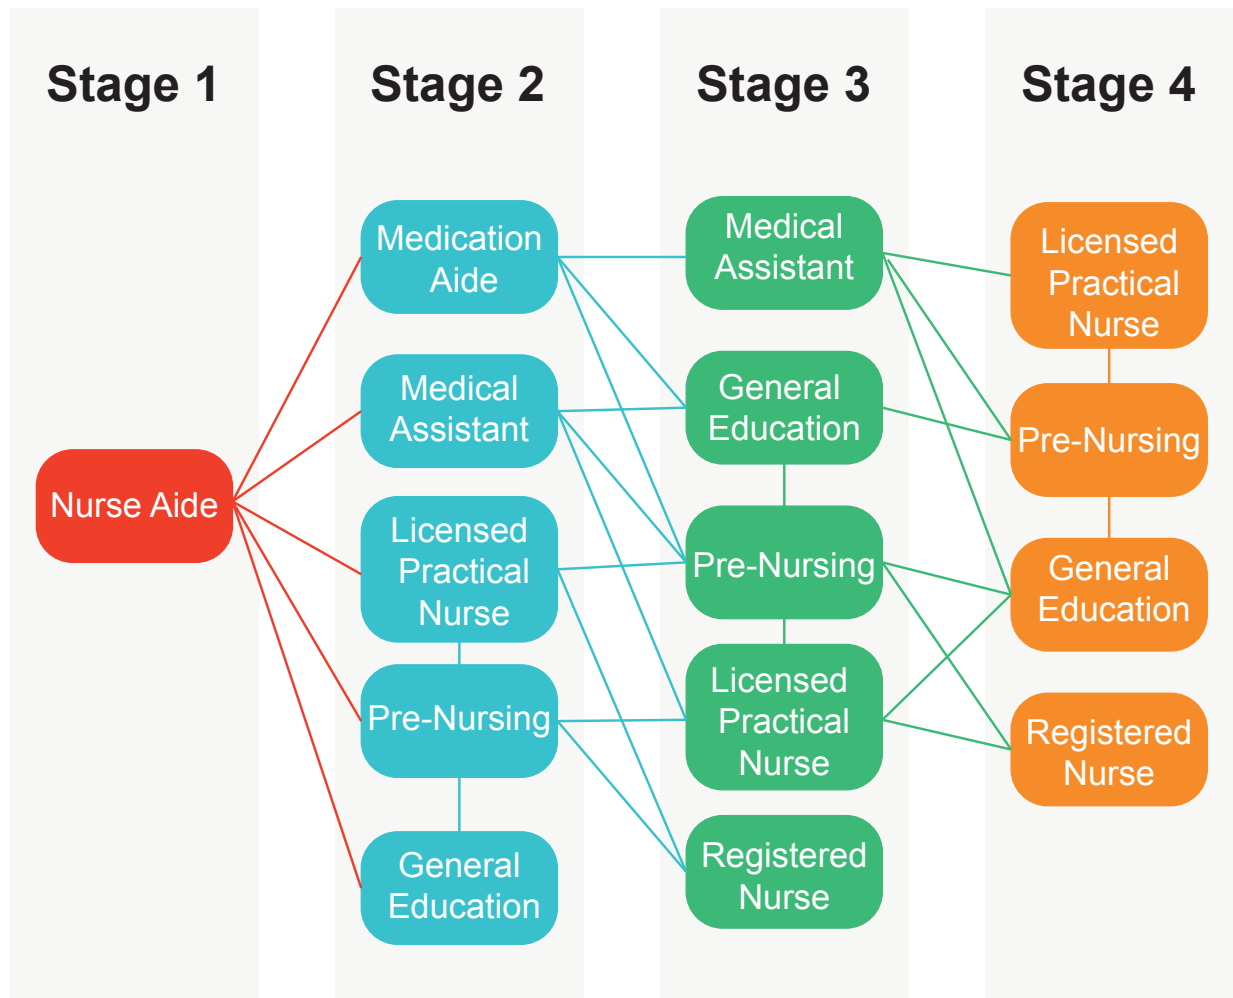 Stage 1
Stage 2
Stage 3
Stage 4
Nurse Aide
Medication
Aide
Medical
Assistant
Licensed
Practical
Nurse
Pre-Nursing
General
Education
Medical
Assistant
General
Education
Pre-Nursing
Licensed
Practical
Nurse
Registered
Nurse
Licensed
Practical
Nurse
Pre-Nursing
General
Education
Registered
Nurse